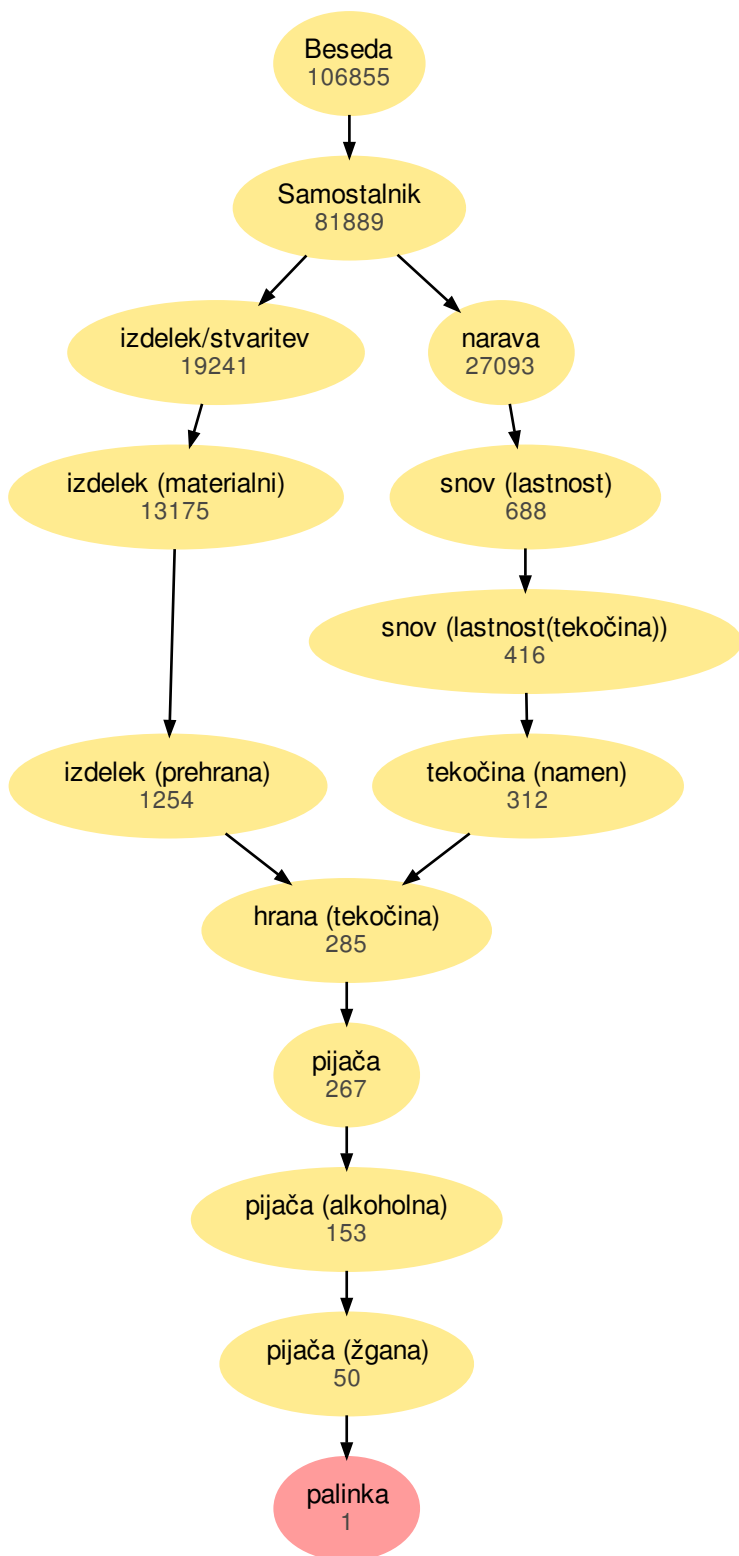 Beseda
106855
Samostalnik
81889
izdelek/stvaritev
19241
narava
27093
izdelek (materialni)
13175
snov (lastnost)
688
snov (lastnost(tekočina))
416
izdelek (prehrana)
1254
tekočina (namen)
312
hrana (tekočina)
285
pijača
267
pijača (alkoholna)
153
pijača (žgana)
50
palinka
1